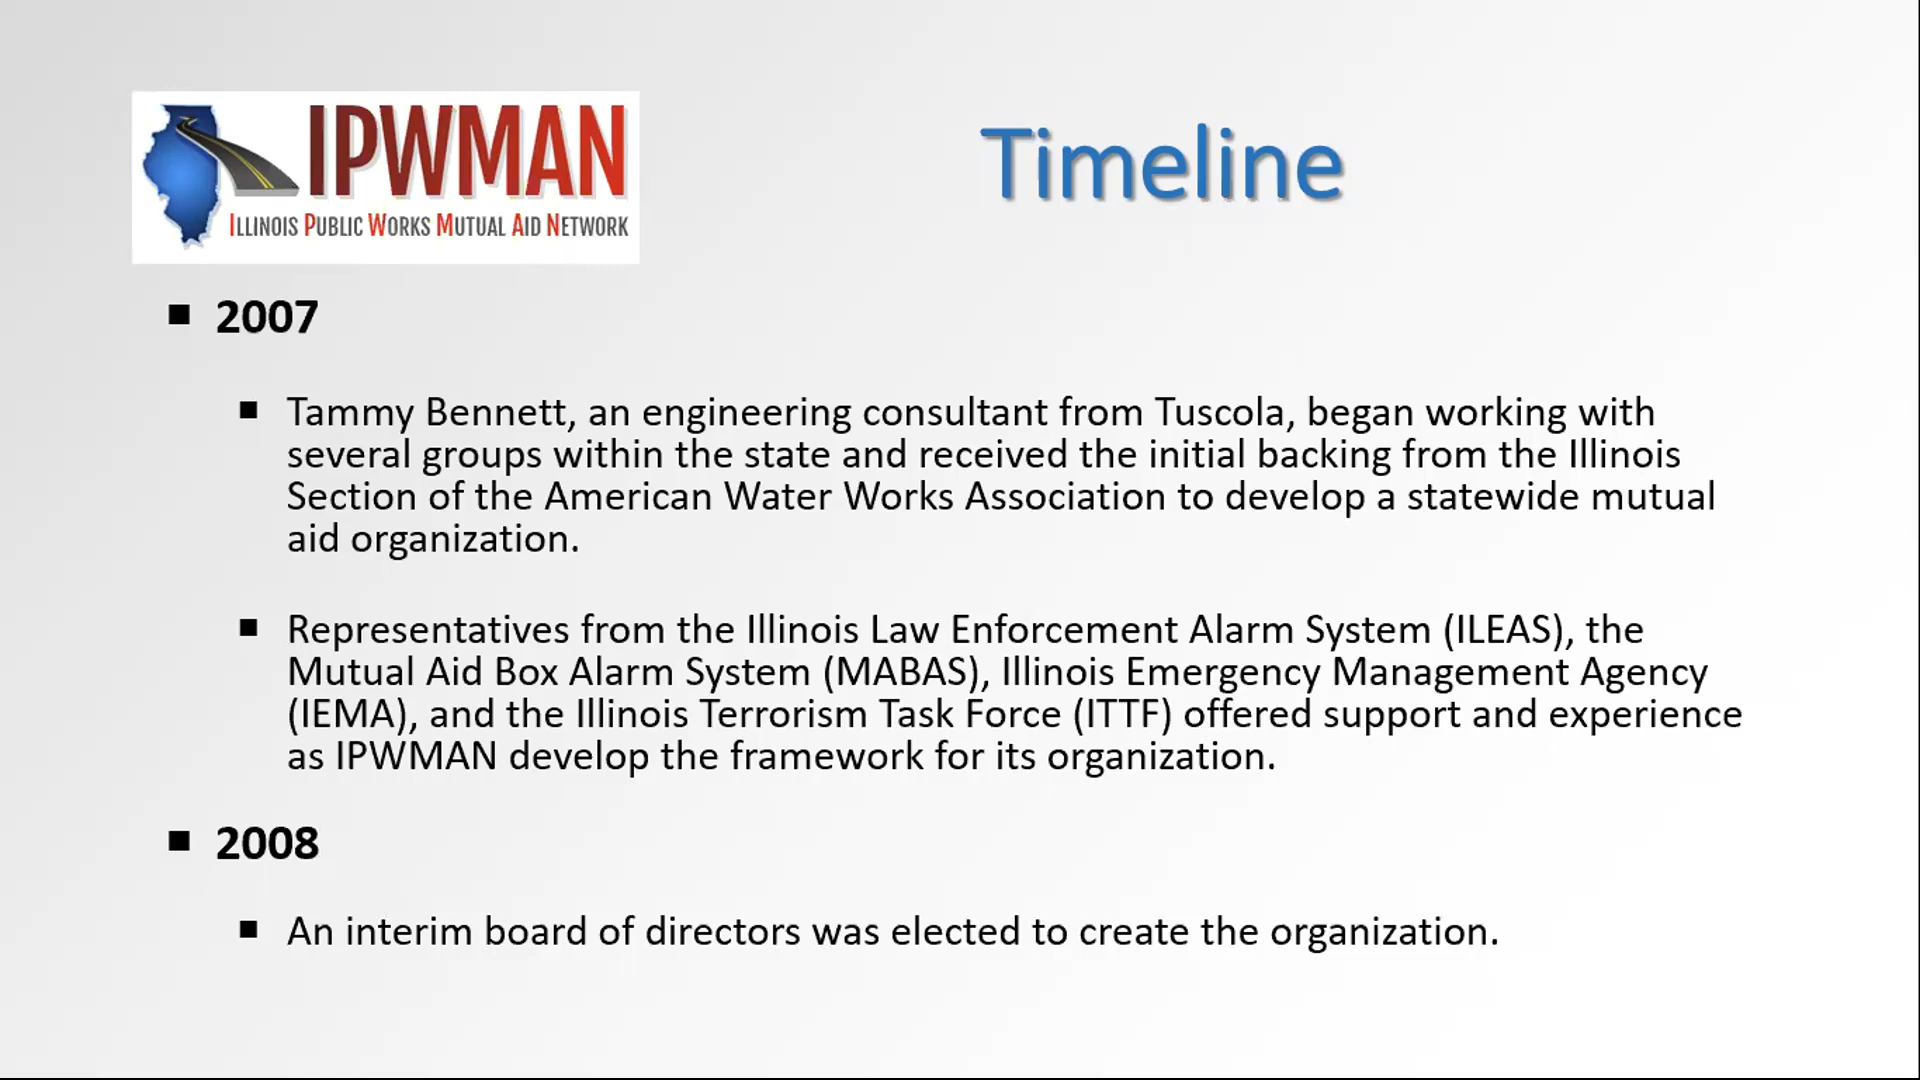 IPWMAN
ILLINOIS PUBLIC WORKS MUTUAL AID NETWORK
Timeline
2007
Tammy Bennett, an engineering consultant from Tuscola, began working with
several groups within the state and received the initial backing from the Illinois
Section of the American Water Works Association to develop a statewide mutual
aid organization.
Representatives from the Illinois Law Enforcement Alarm System (ILEAS), the
Mutual Aid Box Alarm System (MABAS), Illinois Emergency Management Agency
(IEMA), and the Illinois Terrorism Task Force (ITTF) offered support and experience
as IPWMAN develop the framework for its organization.
2008
An interim board of directors was elected to create the organization.